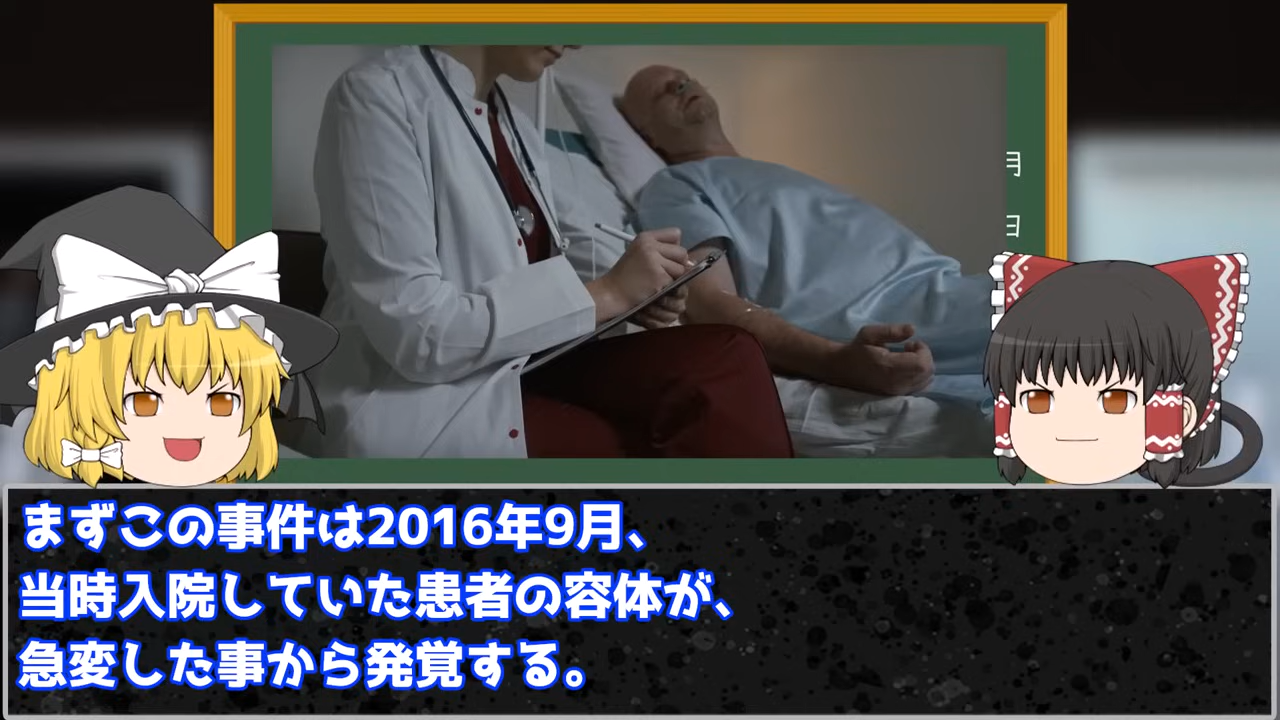 月
日
まずこの事件は2016年9月、
当時入院していた患者の容体が、
急変した事から発覚する。